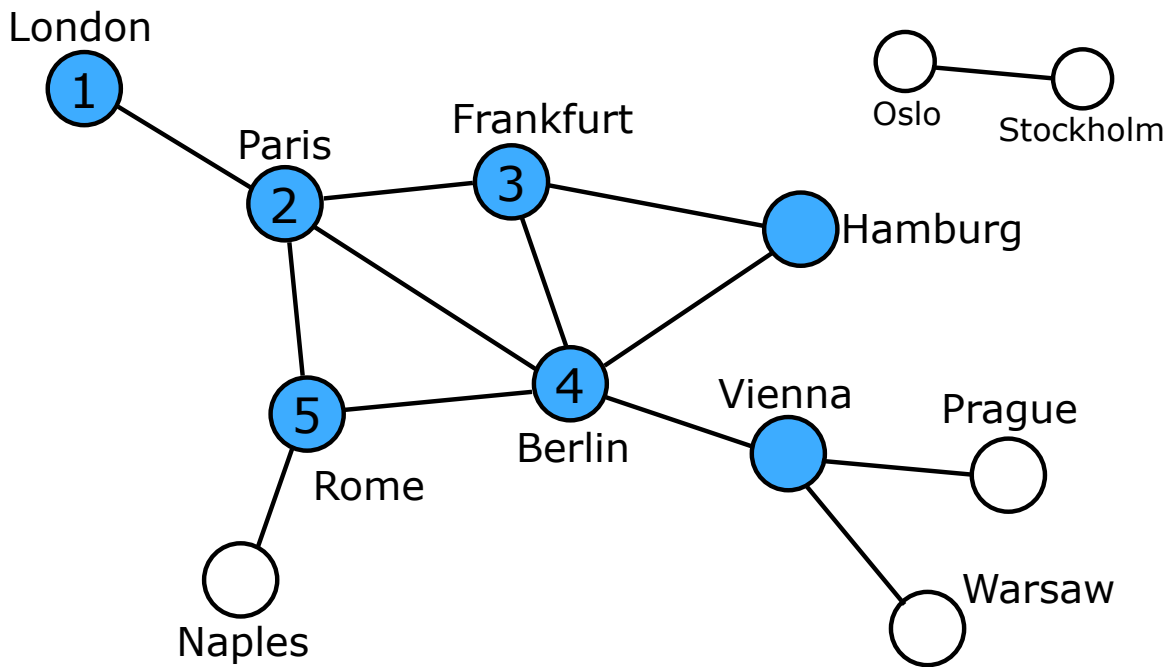 London
1
Oslo
Stockholm
Frankfurt
Paris
3
2
Hamburg
4
Vienna
Prague
5
Berlin
Rome
Warsaw
Naples